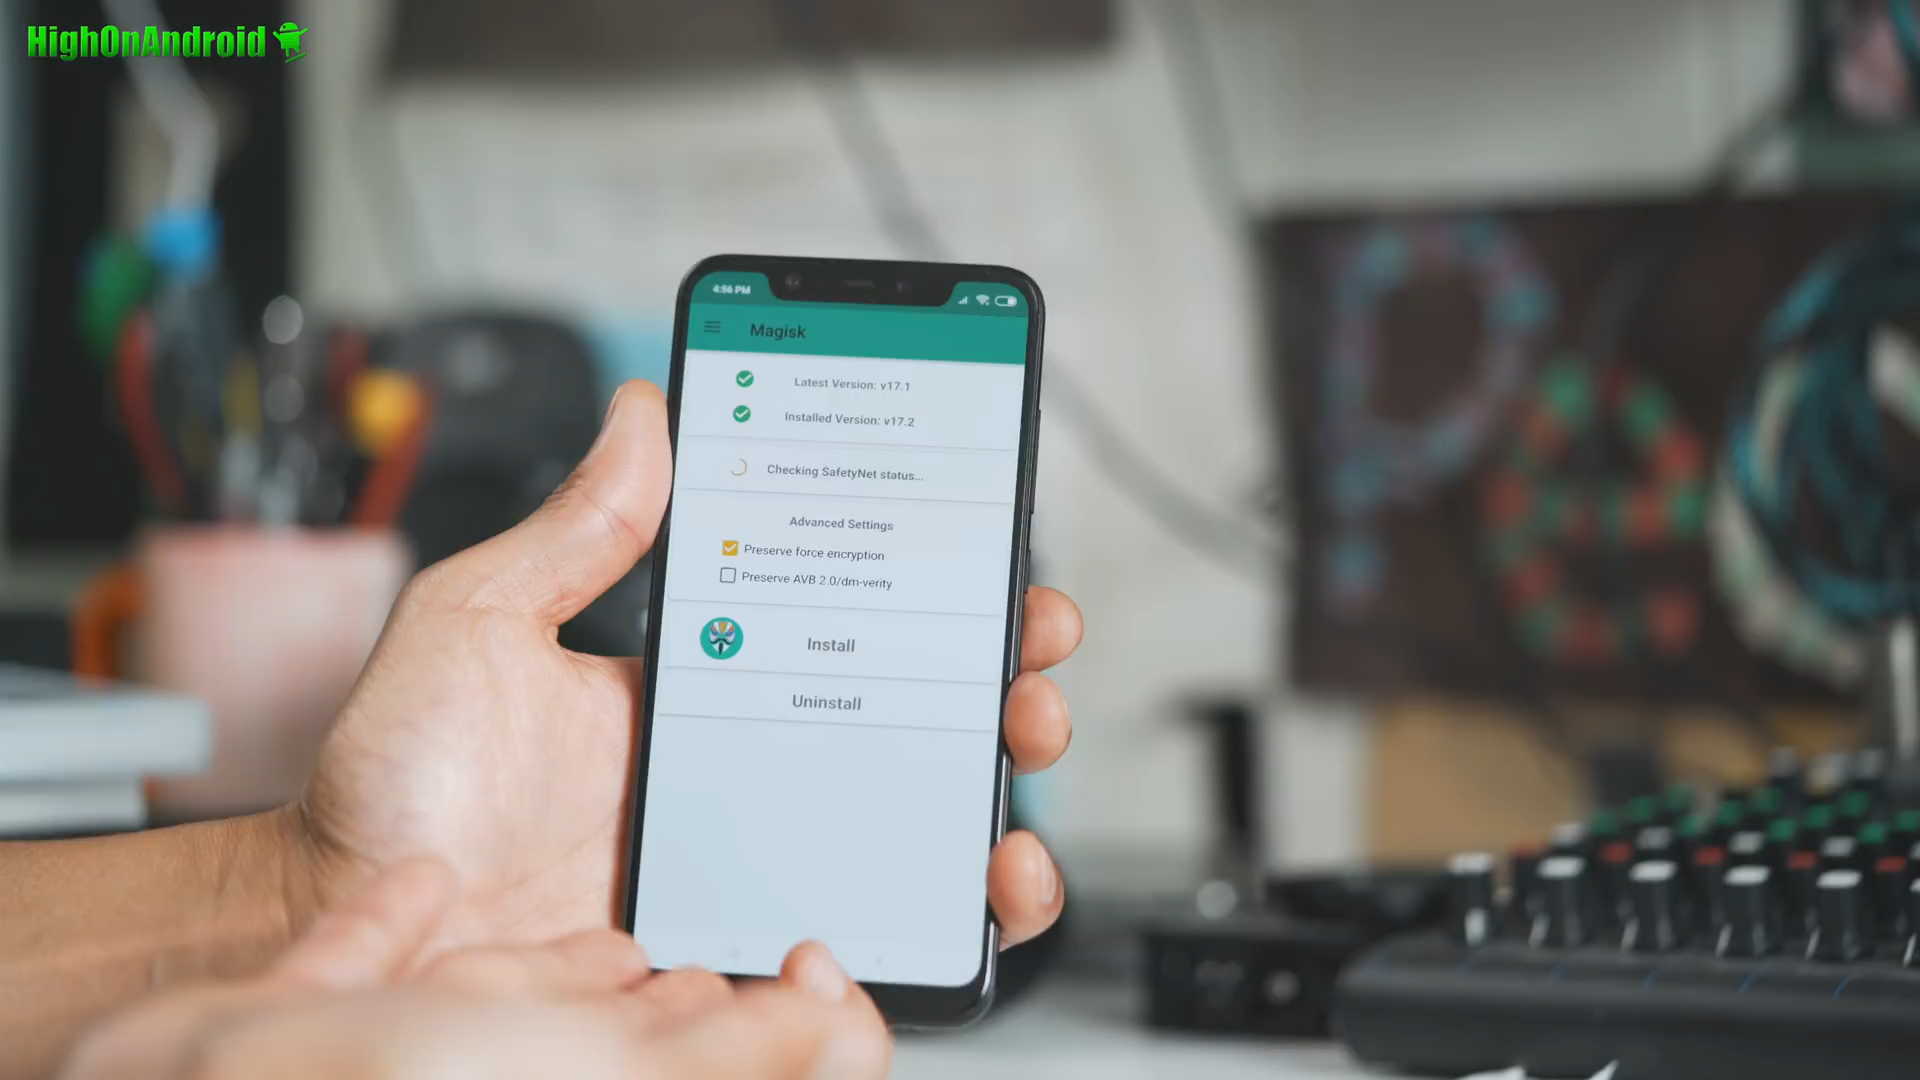 HighOnAndroid
4:56 PM
Magisk
Latest Version: v17.1
Installed Version: v17.2
Checking SafetyNet status...
Advanced Settings
Preserve force encryption
Preserve AVB 2.0/dm-verity
Install
Uninstall